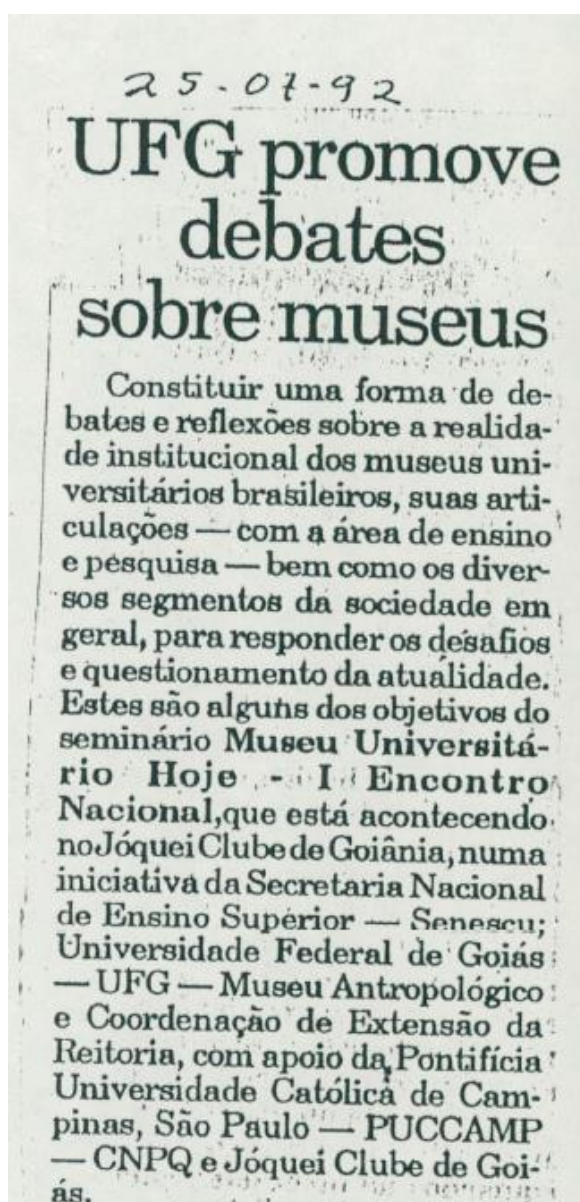 25-07-92
UFG promove
debates
sobre museus
Constituir uma forma de de-
bates e reflexões sobre a realida-
de institucional dos museus uni-
versitários brasileiros, suas arti-
culações — com a área de ensino
e pesquisa — bem como os diver-
sos segmentos da sociedade em
geral, para responder os desafios
e questionamento da atualidade.
Estes são alguns dos objetivos do
seminário Museu Universitá-
rio Hoje - I Encontro
Nacional,que está acontecendo
no Jóquei Clube de Goiânia, numa
iniciativa da Secretaria Nacional
de Ensino Superior — Senescu;
Universidade Federal de Goiás
— UFG — Museu Antropológico
e Coordenação de Extensão da
Reitoria, com apoio da Pontifícia
Universidade Católica de Cam-
pinas, São Paulo — PUCCAMP
— CNPQ e Jóquei Clube de Goi-
ás.